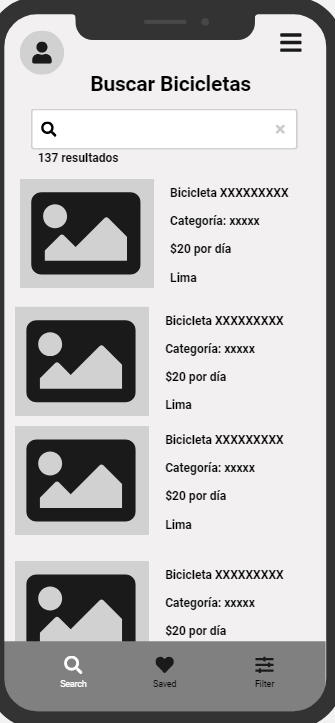 Buscar Bicicletas
137 resultados
Bicicleta XXXXXXXXX
Categoría: xxxxx
$20 por día
Lima
Bicicleta XXXXXXXXX
Categoría: xxxxx
$20 por día
Lima
Bicicleta XXXXXXXXX
Categoría: xxxxx
$20 por día
Lima
Bicicleta XXXXXXXXX
Categoría: xxxxx
$20 por día
Search
Saved
Filter